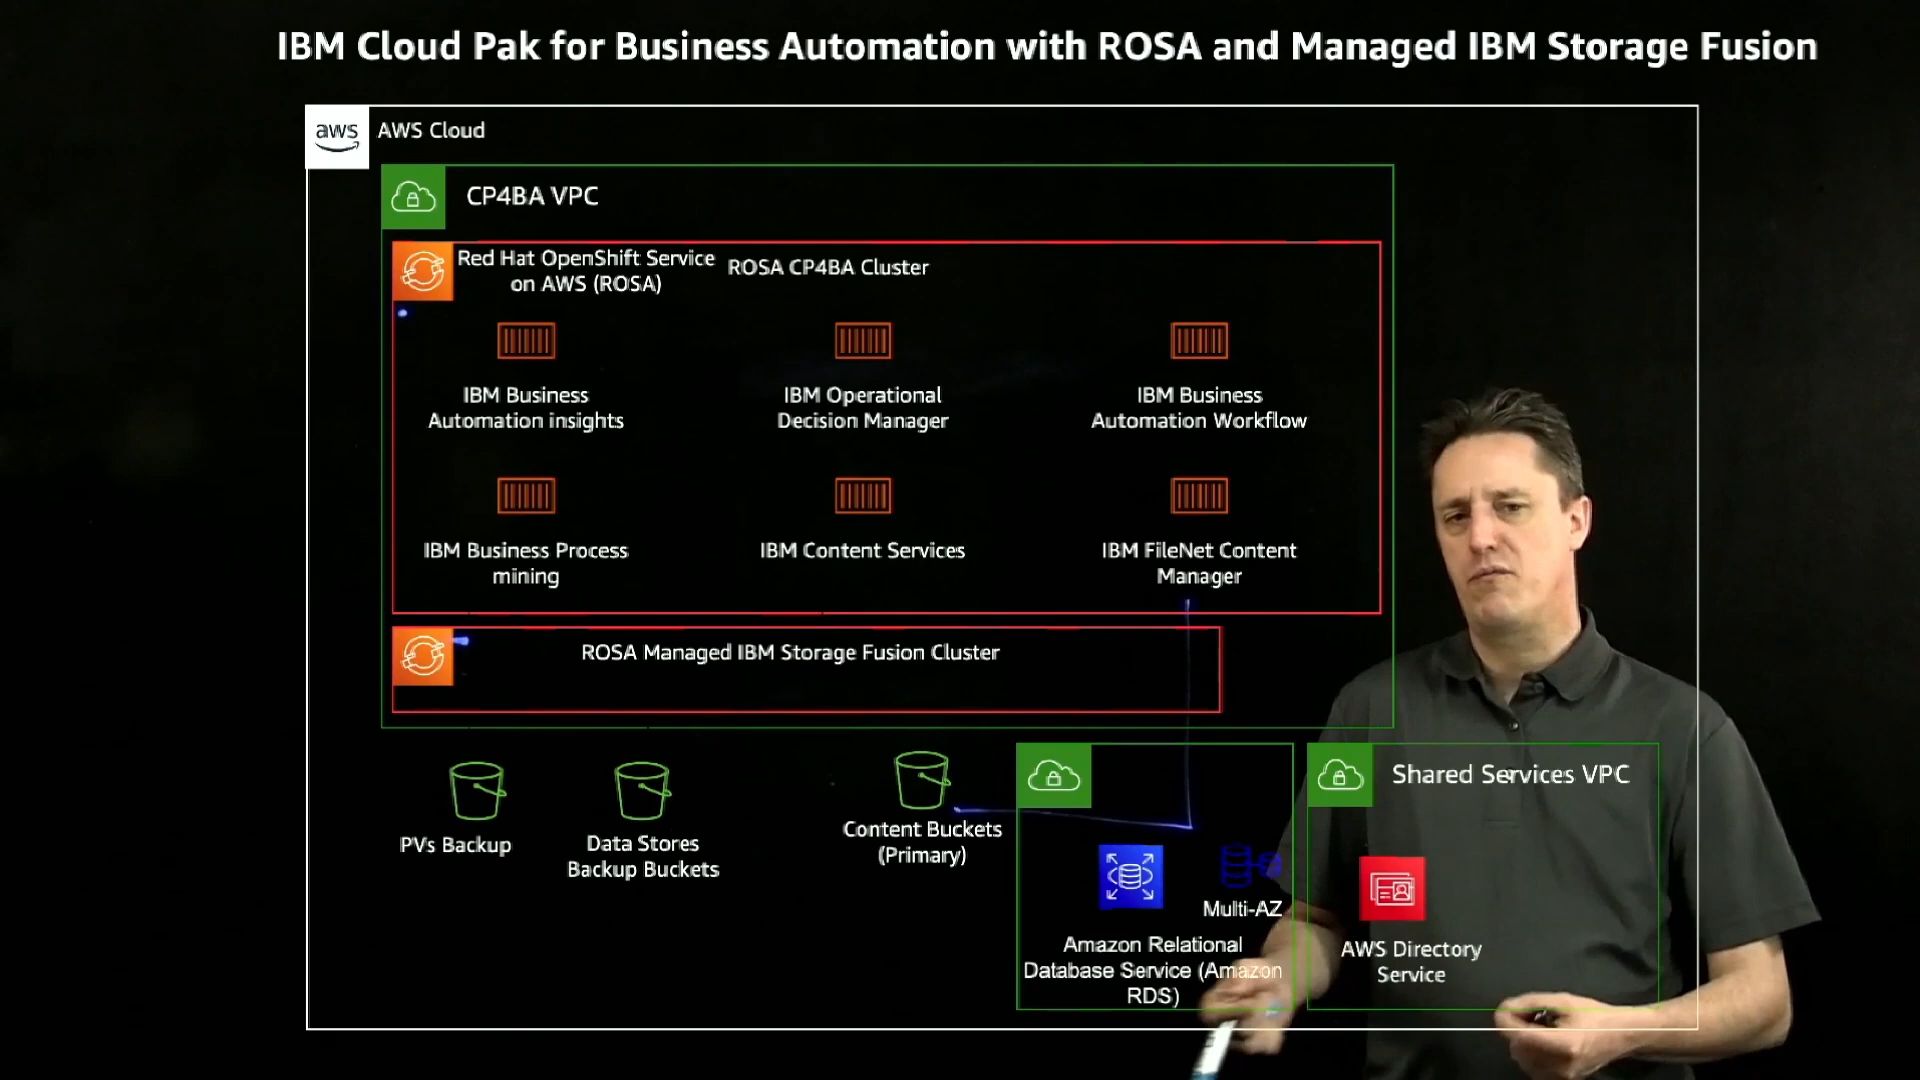 IBM Cloud Pak for Business Automation with ROSA and Managed IBM Storage Fusion
aws
AWS Cloud
CP4BA VPC
Red Hat OpenShift Service
on AWS (ROSA)
ROSA CP4BA Cluster
IBM Business
Automation insights
IBM Operational
Decision Manager
IBM Business
Automation Workflow
IBM Business Process
mining
IBM Content Services
IBM FileNet Content
Manager
ROSA Managed IBM Storage Fusion Cluster
PVs Backup
Data Stores
Backup Buckets
Content Buckets
(Primary)
Multi-AZ
Amazon Relational
Database Service (Amazon
RDS)
Shared Services VPC
AWS Directory
Service